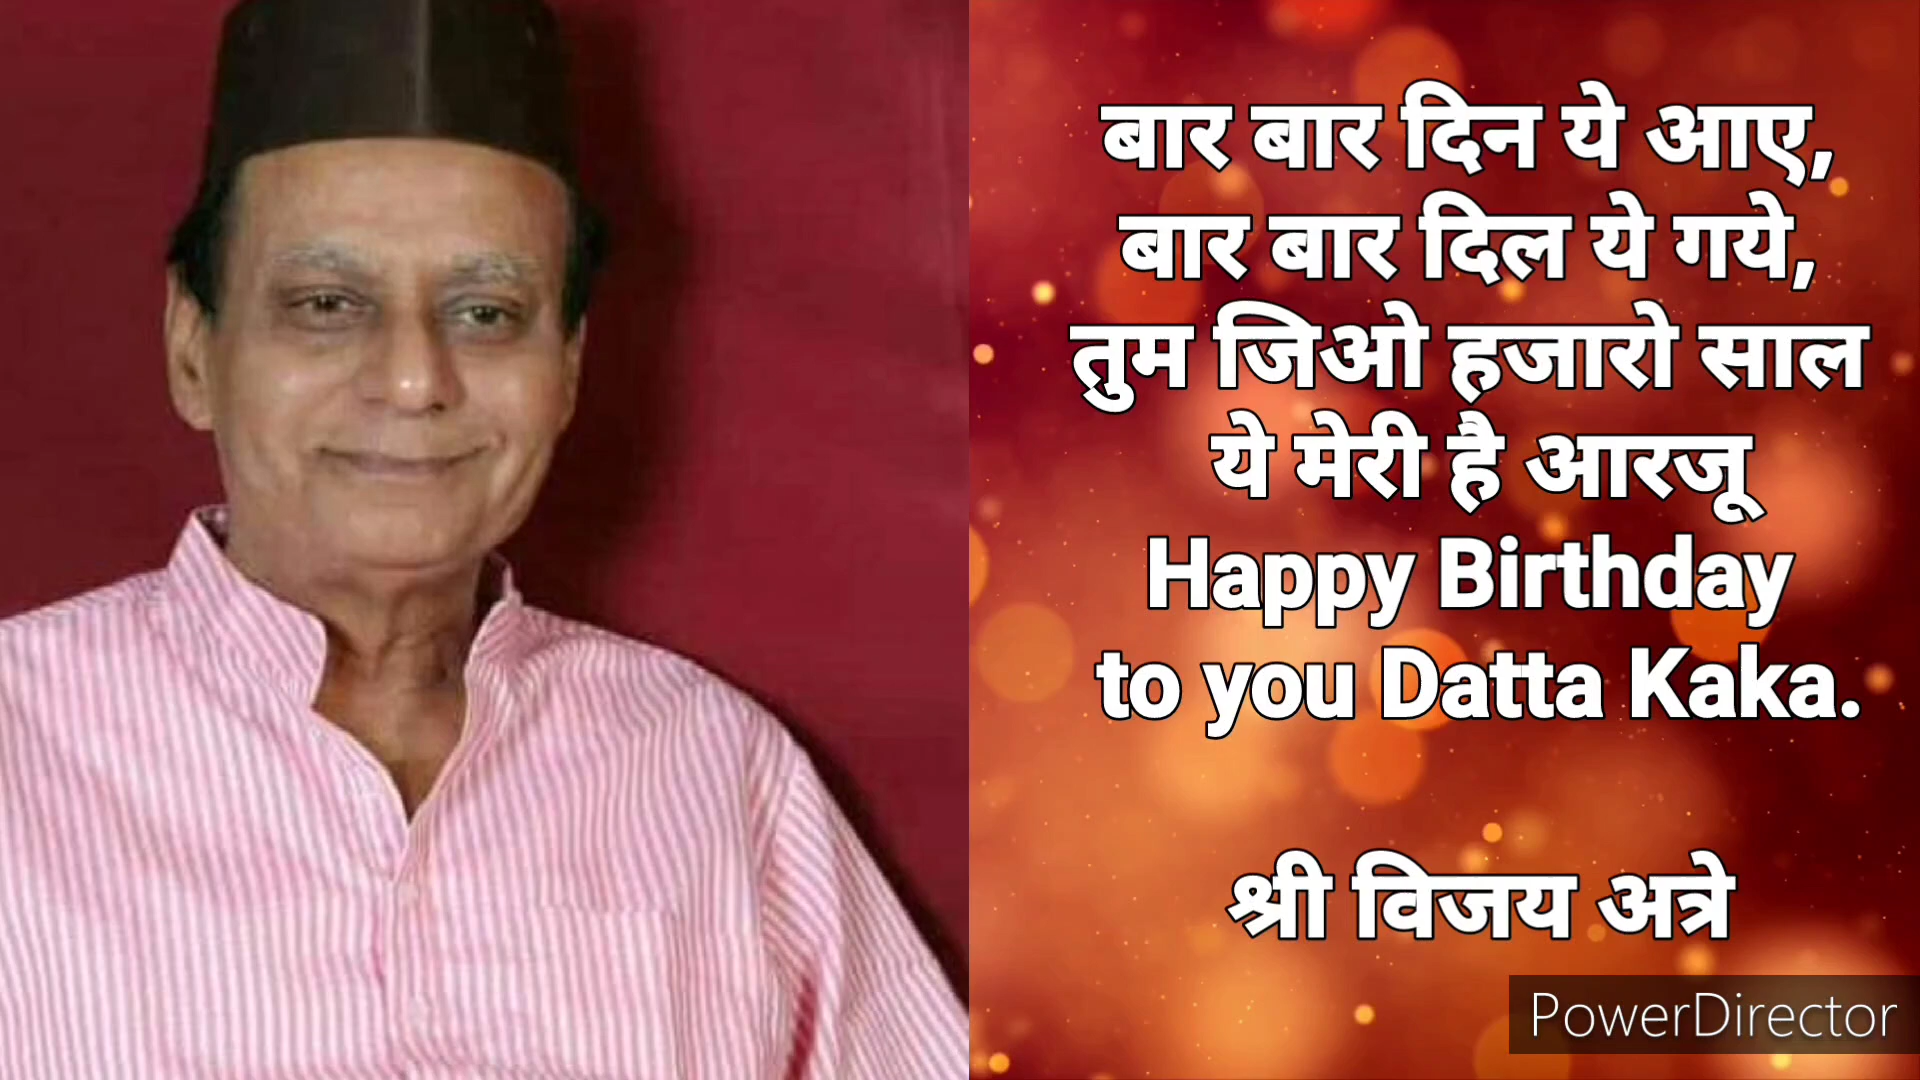 बार बार दिन ये आए,
बार बार दिल ये गये,
तुम जिओ हजारो साल
ये मेरी है आरजू
Happy Birthday
to you Datta Kaka.
श्री विजय अत्रे
PowerDirector